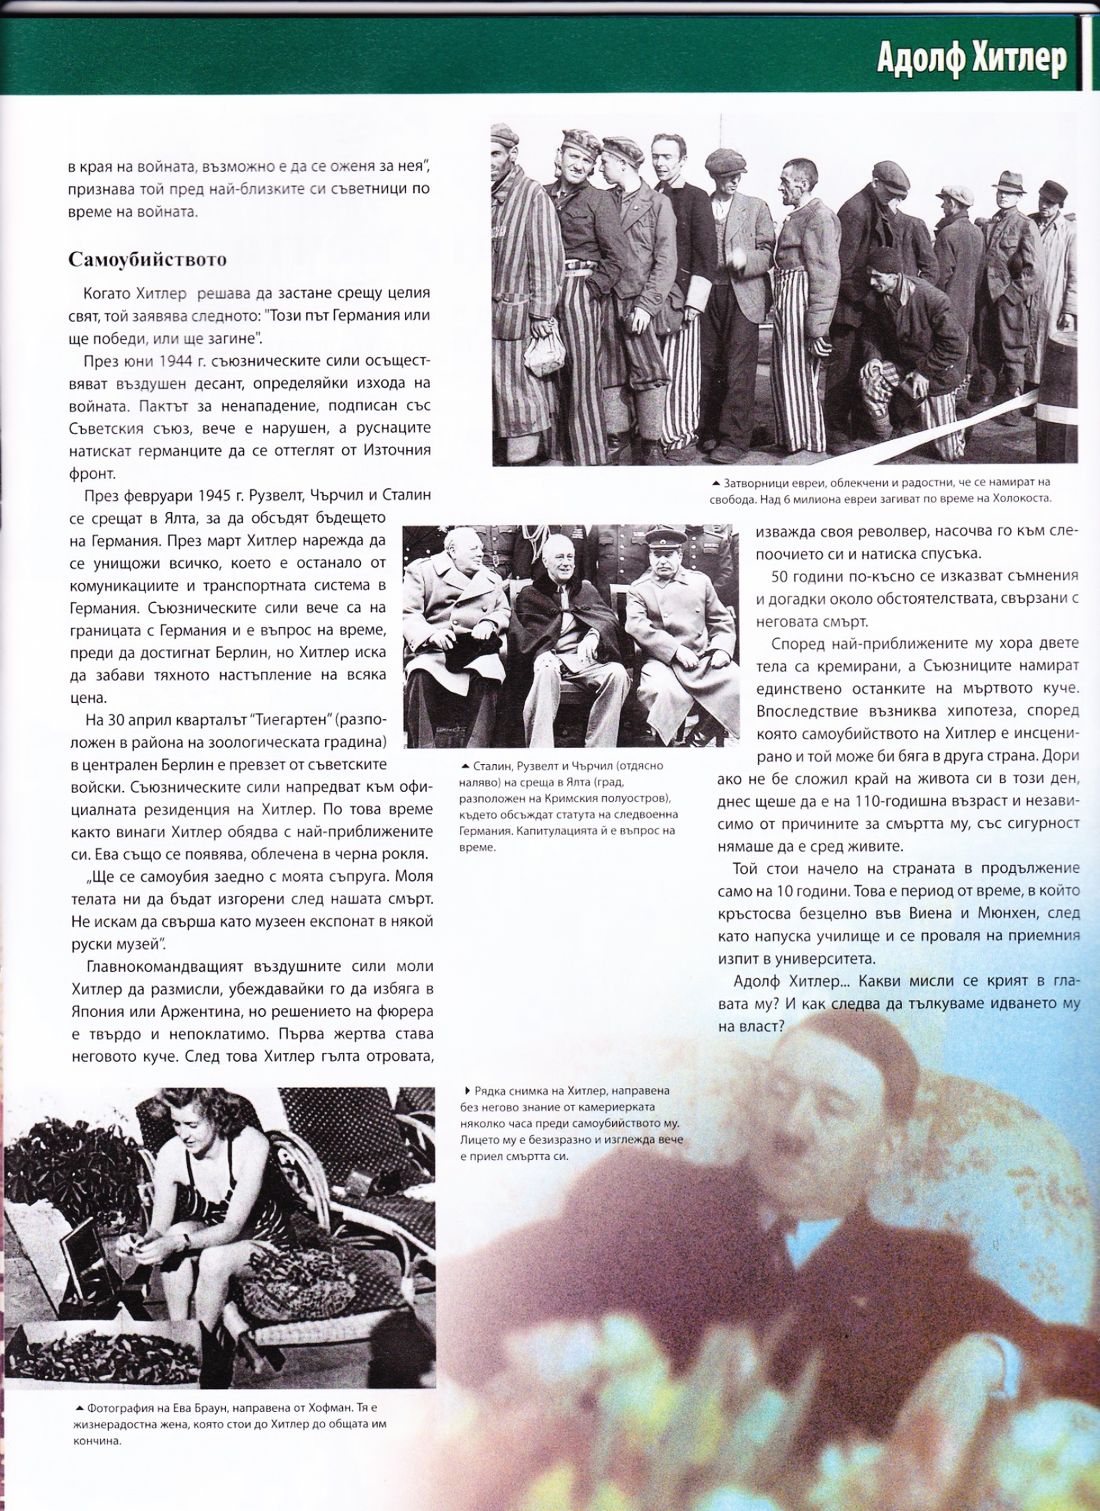 Адолф Хитлер
в края на войната, възможно е да се оженя за нея“,
признава той пред най-близките си съветници по
време на войната.
Самоубийството
Когато Хитлер решава да застане срещу целия
свят, той заявява следното: "Този път Германия или
ще победи, или ще загине".
През юни 1944 г. съюзническите сили осъщест-
вяват въздушен десант, определяйки изхода на
войната. Пактът за ненападение, подписан със
Съветския съюз, вече е нарушен, а руснаците
натискат германците да се оттеглят от Източния
фронт.
През февруари 1945 г. Рузвелт, Чърчил и Сталин
се срещат в Ялта, за да обсъдят бъдещето
на Германия. През март Хитлер нарежда да
се унищожи всичко, което е останало от
комуникациите и транспортната система в
Германия. Съюзническите сили вече са на
границата с Германия и е въпрос на време,
преди да достигнат Берлин, но Хитлер иска
да забави тяхното настъпление на всяка
цена.
На 30 април кварталът “Тиегартен” (разпо-
ложен в района на зоологическата градина)
в централен Берлин е превзет от съветските
войски. Съюзническите сили напредват към офи-
циалната резиденция на Хитлер. По това време
както винаги Хитлер обядва с най-приближените
си. Ева също се появява, облечена в черна рокля.
„Ще се самоубия заедно с моята съпруга. Моля
телата ни да бъдат изгорени след нашата смърт.
Не искам да свърша като музеен експонат в някой
руски музей”.
Главнокомандващият въздушните сили моли
Хитлер да размисли, убеждавайки го да избяга в
Япония или Аржентина, но решението на фюрера
е твърдо и непоклатимо. Първа жертва става
неговото куче. След това Хитлер гълта отровата,
Затворници евреи, облекчени и радостни, че се намират на
свобода. Над 6 милиона евреи загиват по време на Холокоста.
Сталин, Рузвелт и Чърчил (отдясно
наляво) на среща в Ялта (град,
разположен на Кримския полуостров),
където обсъждат статута на следвоенна
Германия. Капитулацията й е въпрос на
време.
изважда своя револвер, насочва го към сле-
поочието си и натиска спусъка.
50 години по-късно се изказват съмнения
и догадки около обстоятелствата, свързани с
неговата смърт.
Според най-приближените му хора двете
тела са кремирани, а Съюзниците намират
единствено останките на мъртвото куче.
Впоследствие възниква хипотеза, според
която самоубийството на Хитлер е инсцени-
рано и той може би бяга в друга страна. Дори
ако не бе сложил край на живота си в този ден,
днес щеше да е на 110-годишна възраст и незави-
симо от причините за смъртта му, със сигурност
нямаше да е сред живите.
Той стои начело на страната в продължение
само на 10 години. Това е период от време, в който
кръстосва безцелно във Виена и Мюнхен, след
като напуска училище и се проваля на приемния
изпит в университета.
Адолф Хитлер... Какви мисли се крият в гла-
вата му? И как следва да тълкуваме идването му
на власт?
Рядка снимка на Хитлер, направена
без негово знание от камериерката
няколко часа преди самоубийството му.
Лицето му е безизразно и изглежда вече
е приел смъртта си.
Фотография на Ева Браун, направена от Хофман. Тя е
жизнерадостна жена, която стои до Хитлер до общата им
кончина.